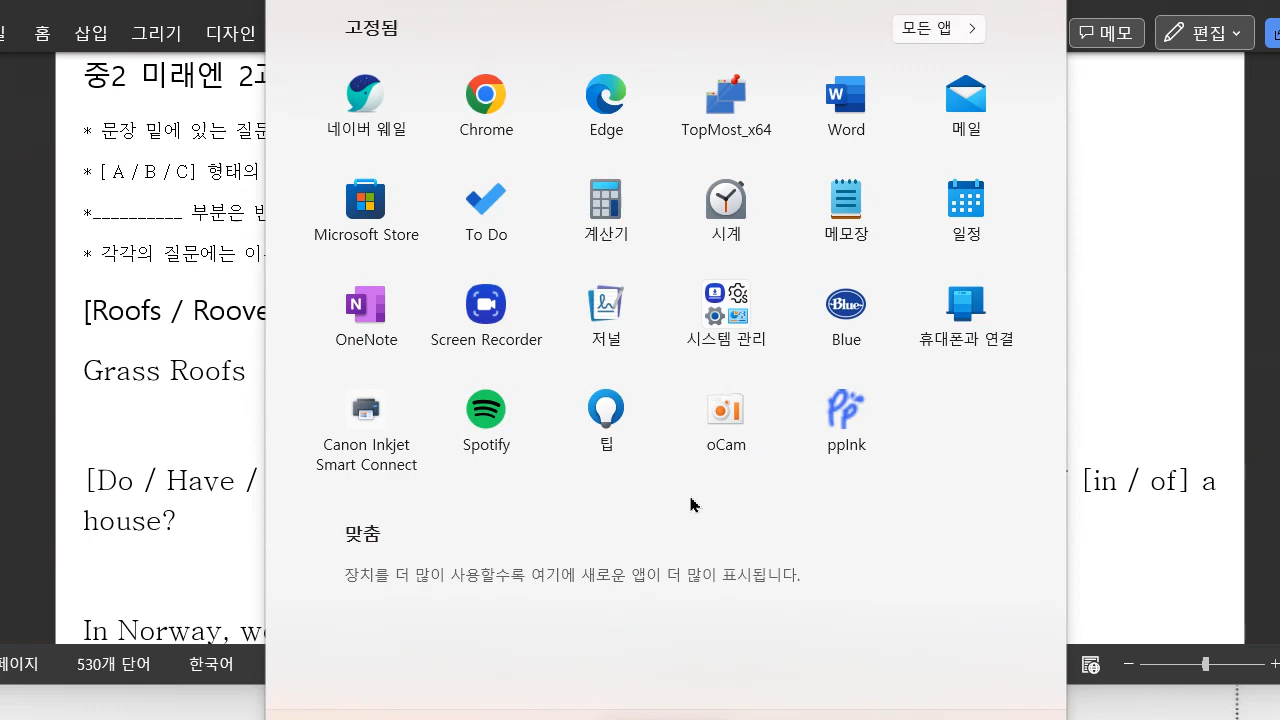 홈 삽입 그리기 디자인
메모 편집
중2 미래엔 2
* 문장 밑에 있는 질문
* [ A / B / C] 형태의
*__________ 부분은
* 각각의 질문에는
[Roofs / Roove
Grass Roofs
[Do / Have /
[in / of] a
house?
In Norway, we
고정됨
모든 앱 >
네이버 웨일 Chrome Edge TopMost_x64 Word 메일
Microsoft Store To Do 계산기 시계 메모장 일정
OneNote Screen Recorder 저널 시스템 관리 Blue 휴대폰과 연결
Canon Inkjet Smart Connect Spotify 팁 oCam ppInk
맞춤
장치를 더 많이 사용할수록 여기에 새로운 앱이 더 많이 표시됩니다.
페이지 530개 단어 한국어